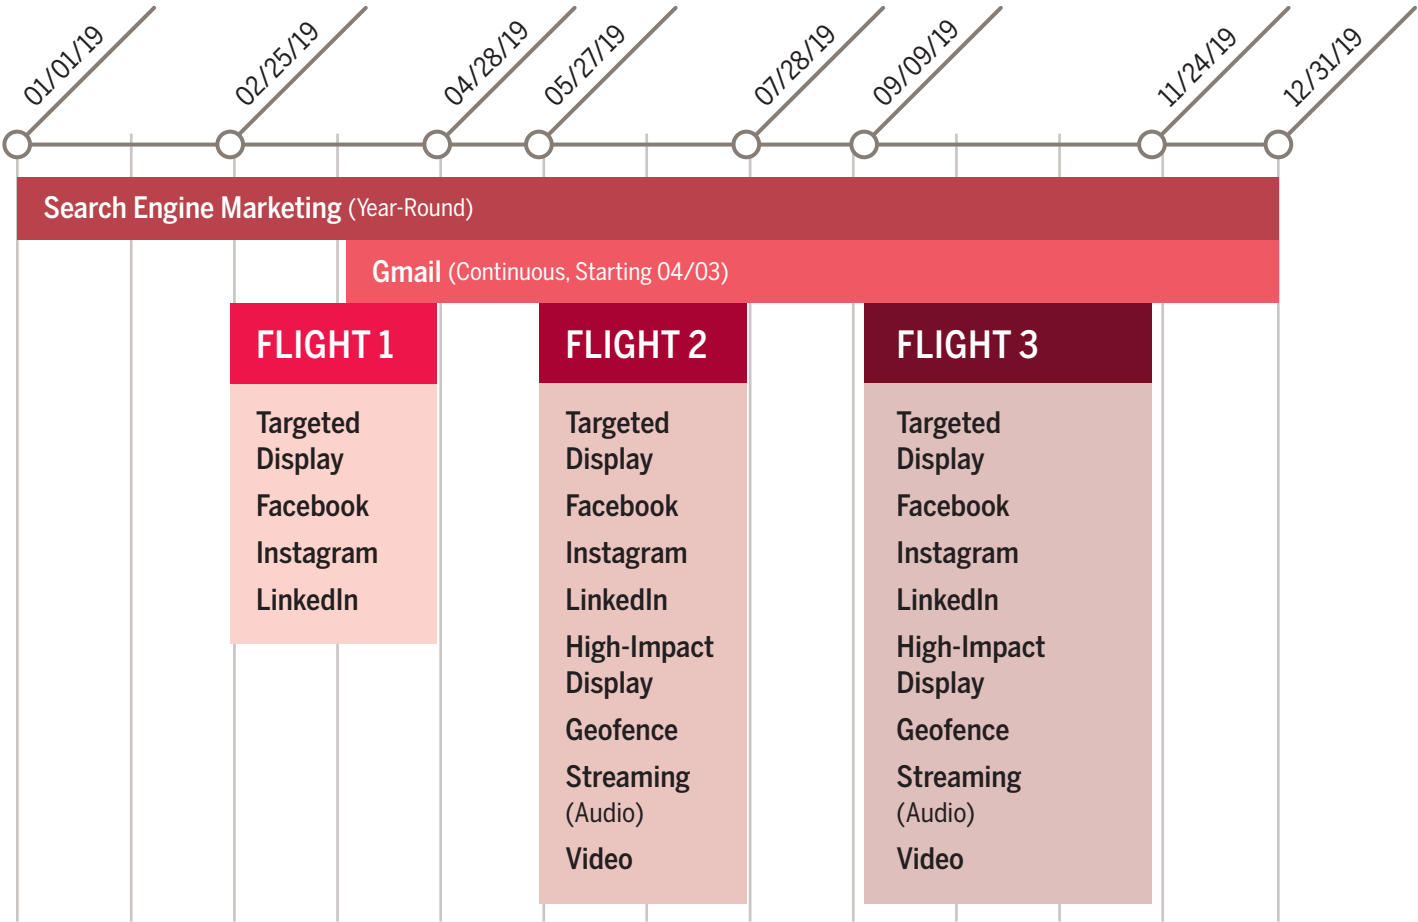 01/01/19
02/25/19
04/28/19
05/27/19
07/28/19
09/09/19
11/24/19
12/31/19
Search Engine Marketing (Year-Round)
Gmail (Continuous, Starting 04/03)
FLIGHT 1
Targeted
Display
Facebook
Instagram
LinkedIn
FLIGHT 2
Targeted
Display
Facebook
Instagram
LinkedIn
High-Impact
Display
Geofence
Streaming
(Audio)
Video
FLIGHT 3
Targeted
Display
Facebook
Instagram
LinkedIn
High-Impact
Display
Geofence
Streaming
(Audio)
Video